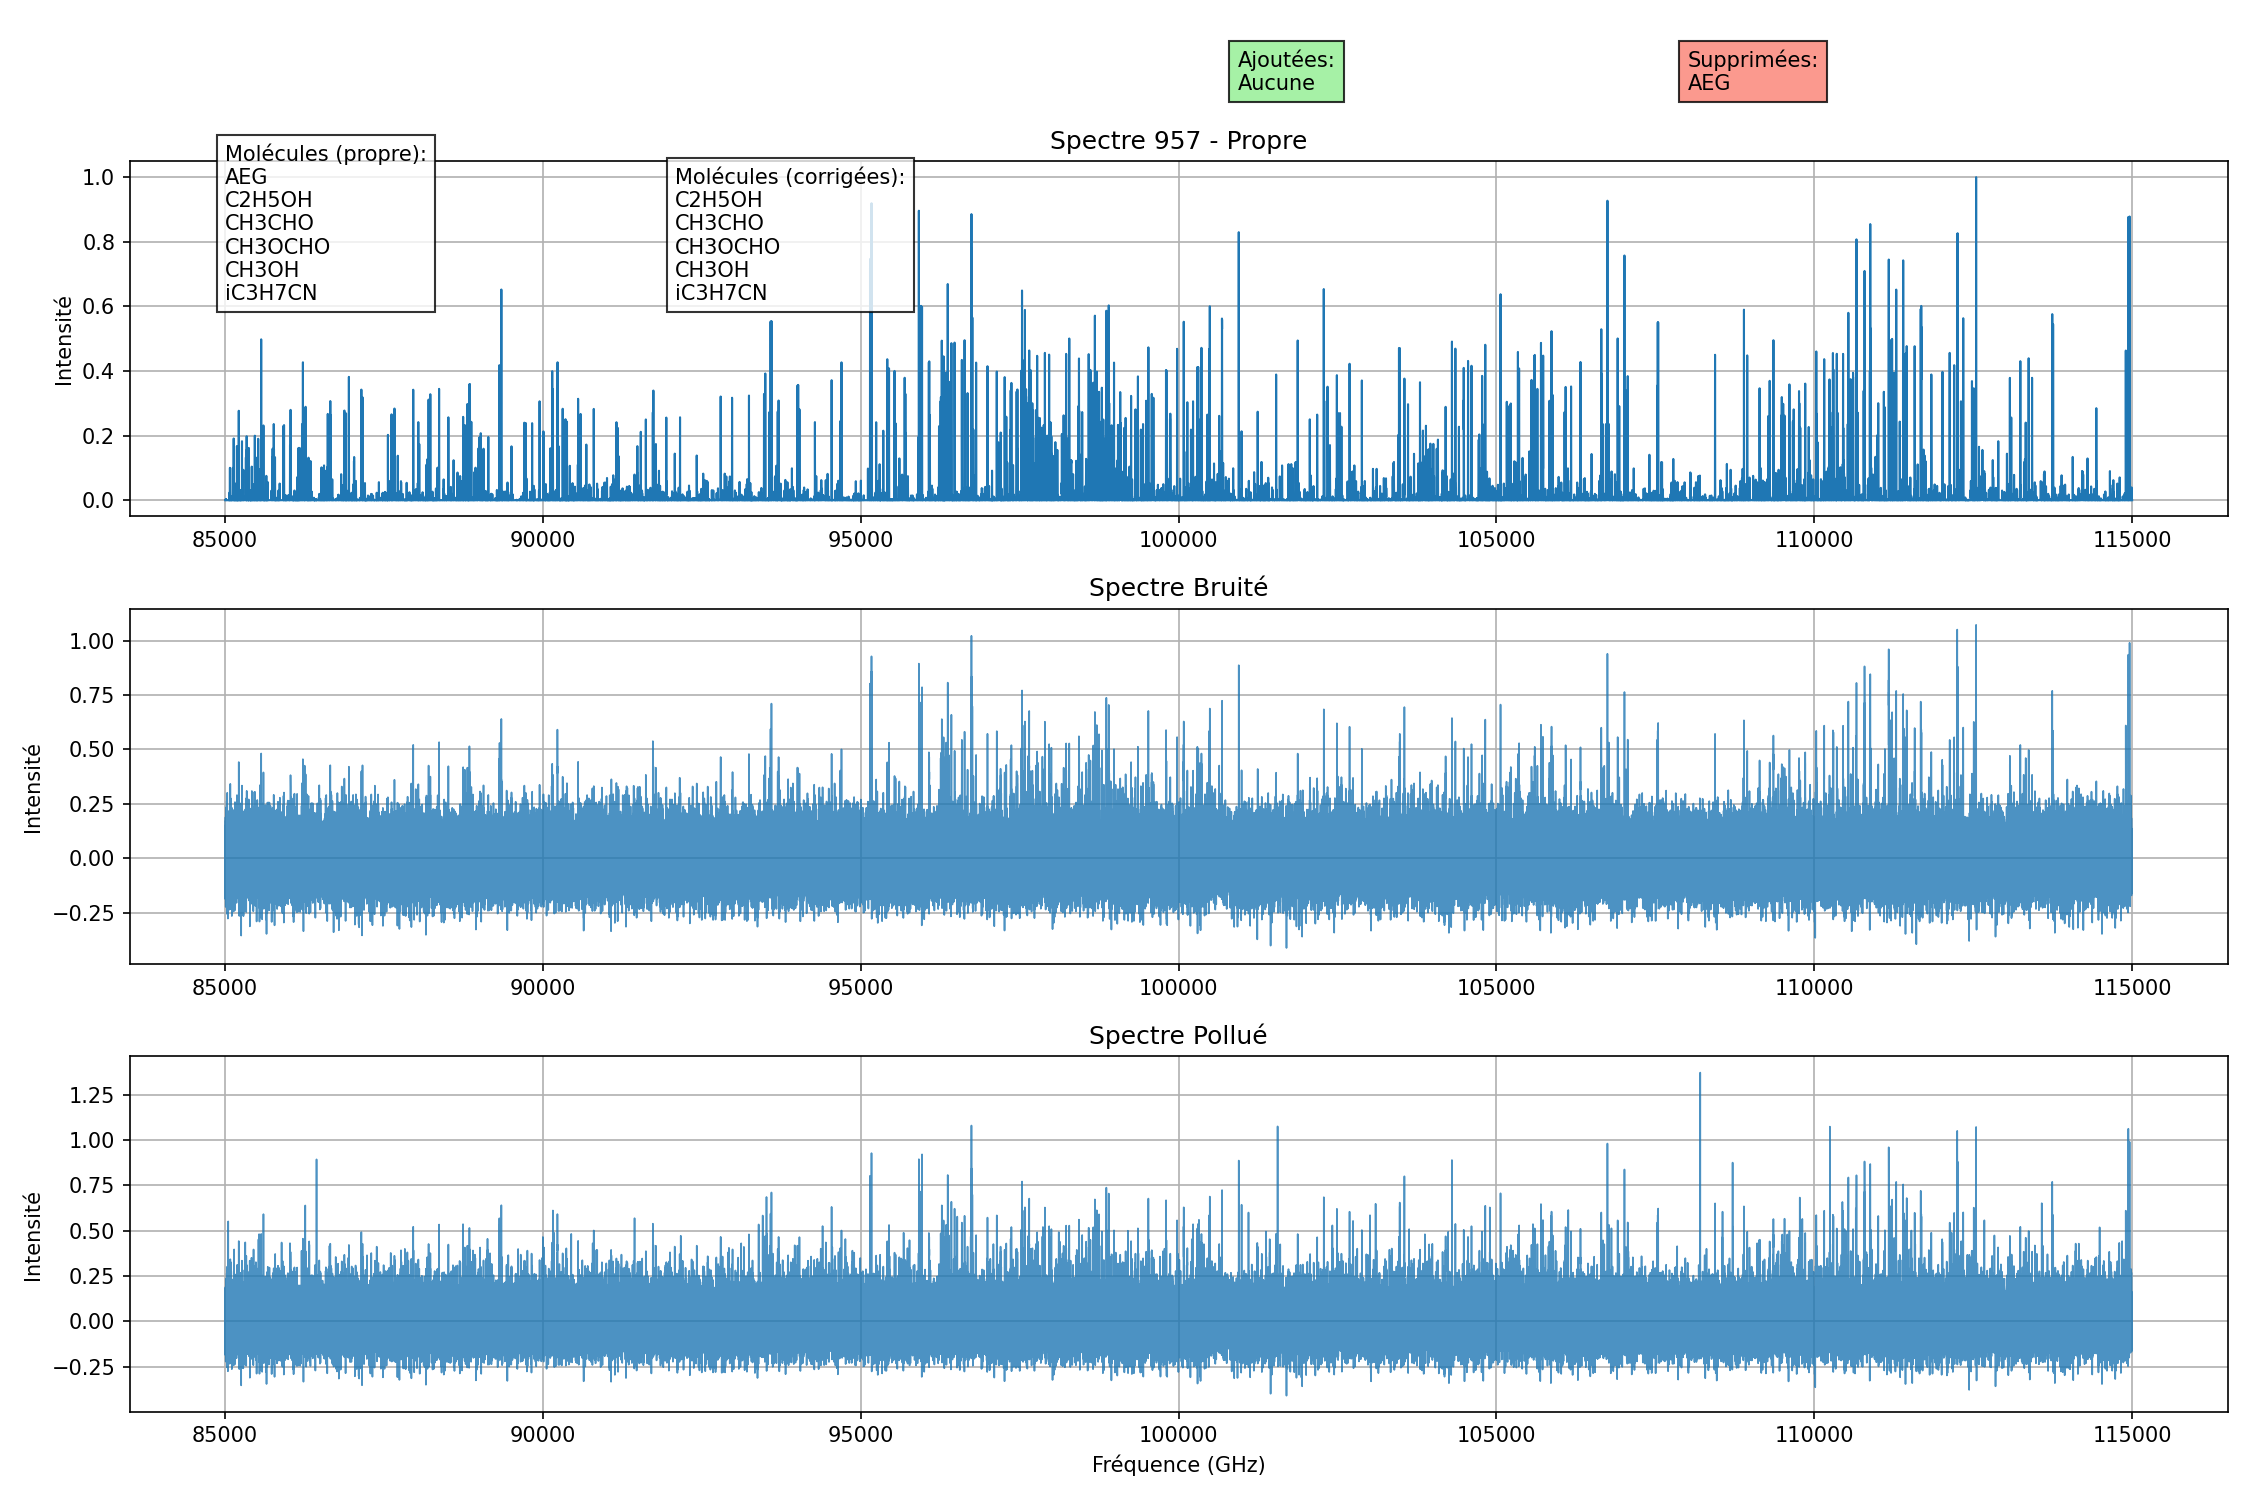 Ajoutées:
Aucune
Supprimées:
AEG
Spectre 957 - Propre
Molécules (propre):
AEG
C2H5OH
CH3CHO
CH3OCHO
CH3OH
iC3H7CN
Molécules (corrigées):
C2H5OH
CH3CHO
CH3OCHO
CH3OH
iC3H7CN
Intensité
1.0
0.8
0.6
0.4
0.2
0.0
85000 90000 95000 100000 105000 110000 115000
Spectre Bruité
Intensité
1.00
0.75
0.50
0.25
0.00
−0.25
85000 90000 95000 100000 105000 110000 115000
Spectre Pollué
Intensité
1.25
1.00
0.75
0.50
0.25
0.00
−0.25
85000 90000 95000 100000 105000 110000 115000
Fréquence (GHz)